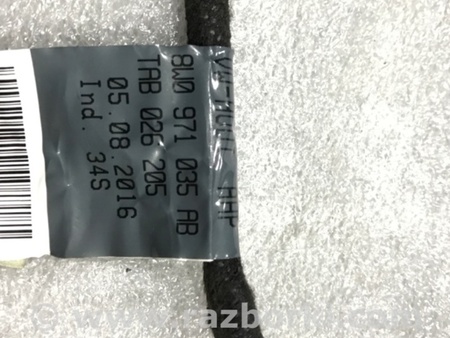 8W0 971 035 AB
TAB 026 205
05.08.2016
Ind. 34S